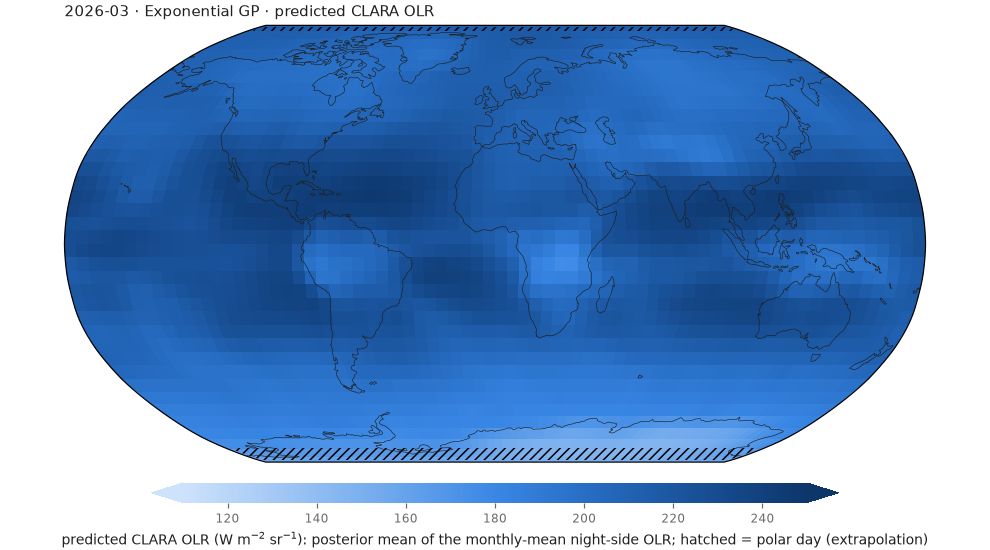 2026-03 · Exponential GP · predicted CLARA OLR
120 140 160 180 200 220 240
predicted CLARA OLR (W m⁻² sr⁻¹): posterior mean of the monthly-mean night-side OLR; hatched = polar day (extrapolation)